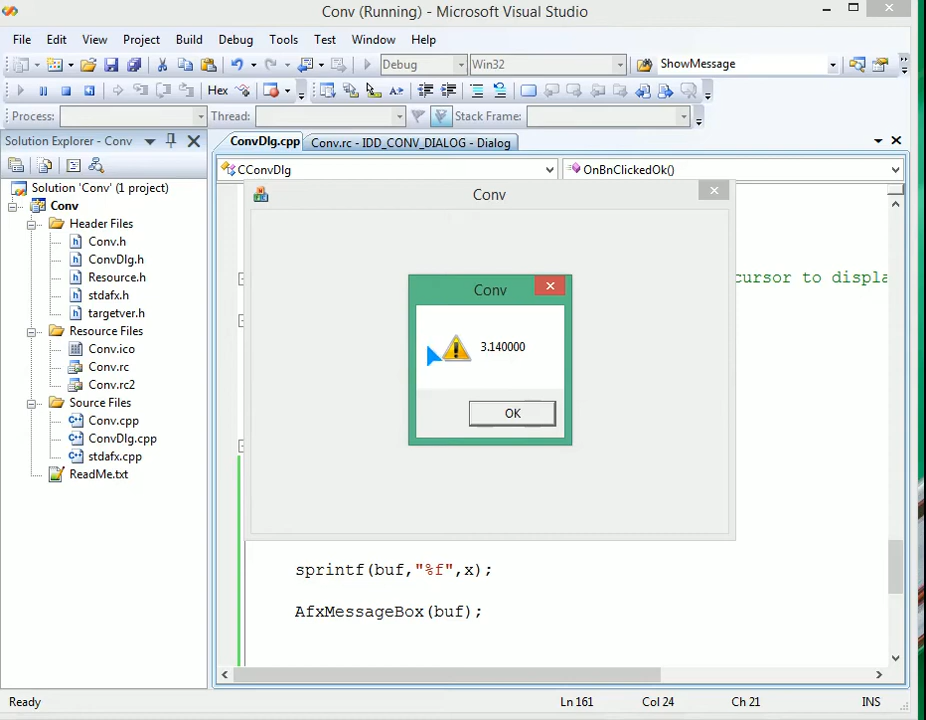 Conv (Running) - Microsoft Visual Studio
File Edit View Project Build Debug Tools Test Window Help
Debug Win32 ShowMessage
Hex
Process: Thread: Stack Frame:
Solution Explorer - Conv
ConvDlg.cpp Conv.rc - IDD_CONV_DIALOG - Dialog
CConvDlg OnBnClickedOk()
Solution 'Conv' (1 project)
Conv
Header Files
Conv.h
ConvDlg.h
Resource.h
stdafx.h
targetver.h
Resource Files
Conv.ico
Conv.rc
Conv.rc2
Source Files
Conv.cpp
ConvDlg.cpp
stdafx.cpp
ReadMe.txt
Conv
cursor to displa
Conv
3.140000
OK
sprintf(buf,"%f",x);
AfxMessageBox(buf);
Ready Ln 161 Col 24 Ch 21 INS